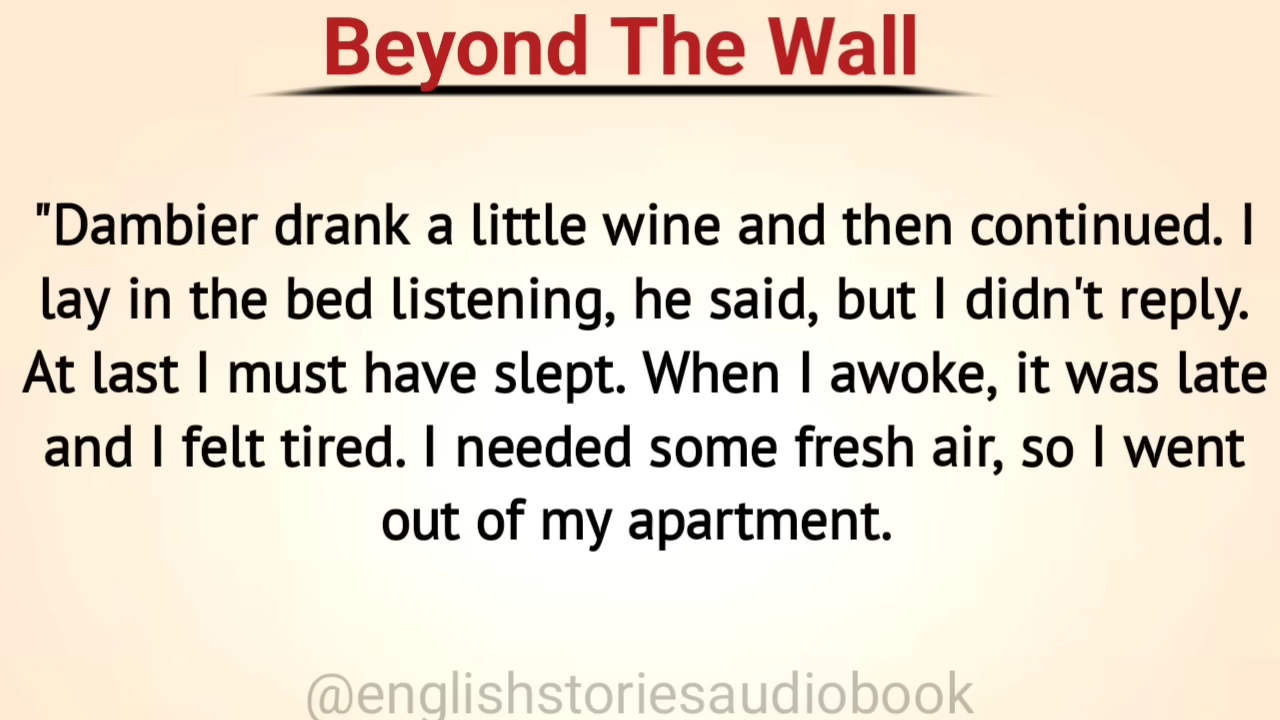 Beyond The Wall
"Dambier drank a little wine and then continued. I
lay in the bed listening, he said, but I didn't reply.
At last I must have slept. When I awoke, it was late
and I felt tired. I needed some fresh air, so I went
out of my apartment.
@englishstoriesaudiobook